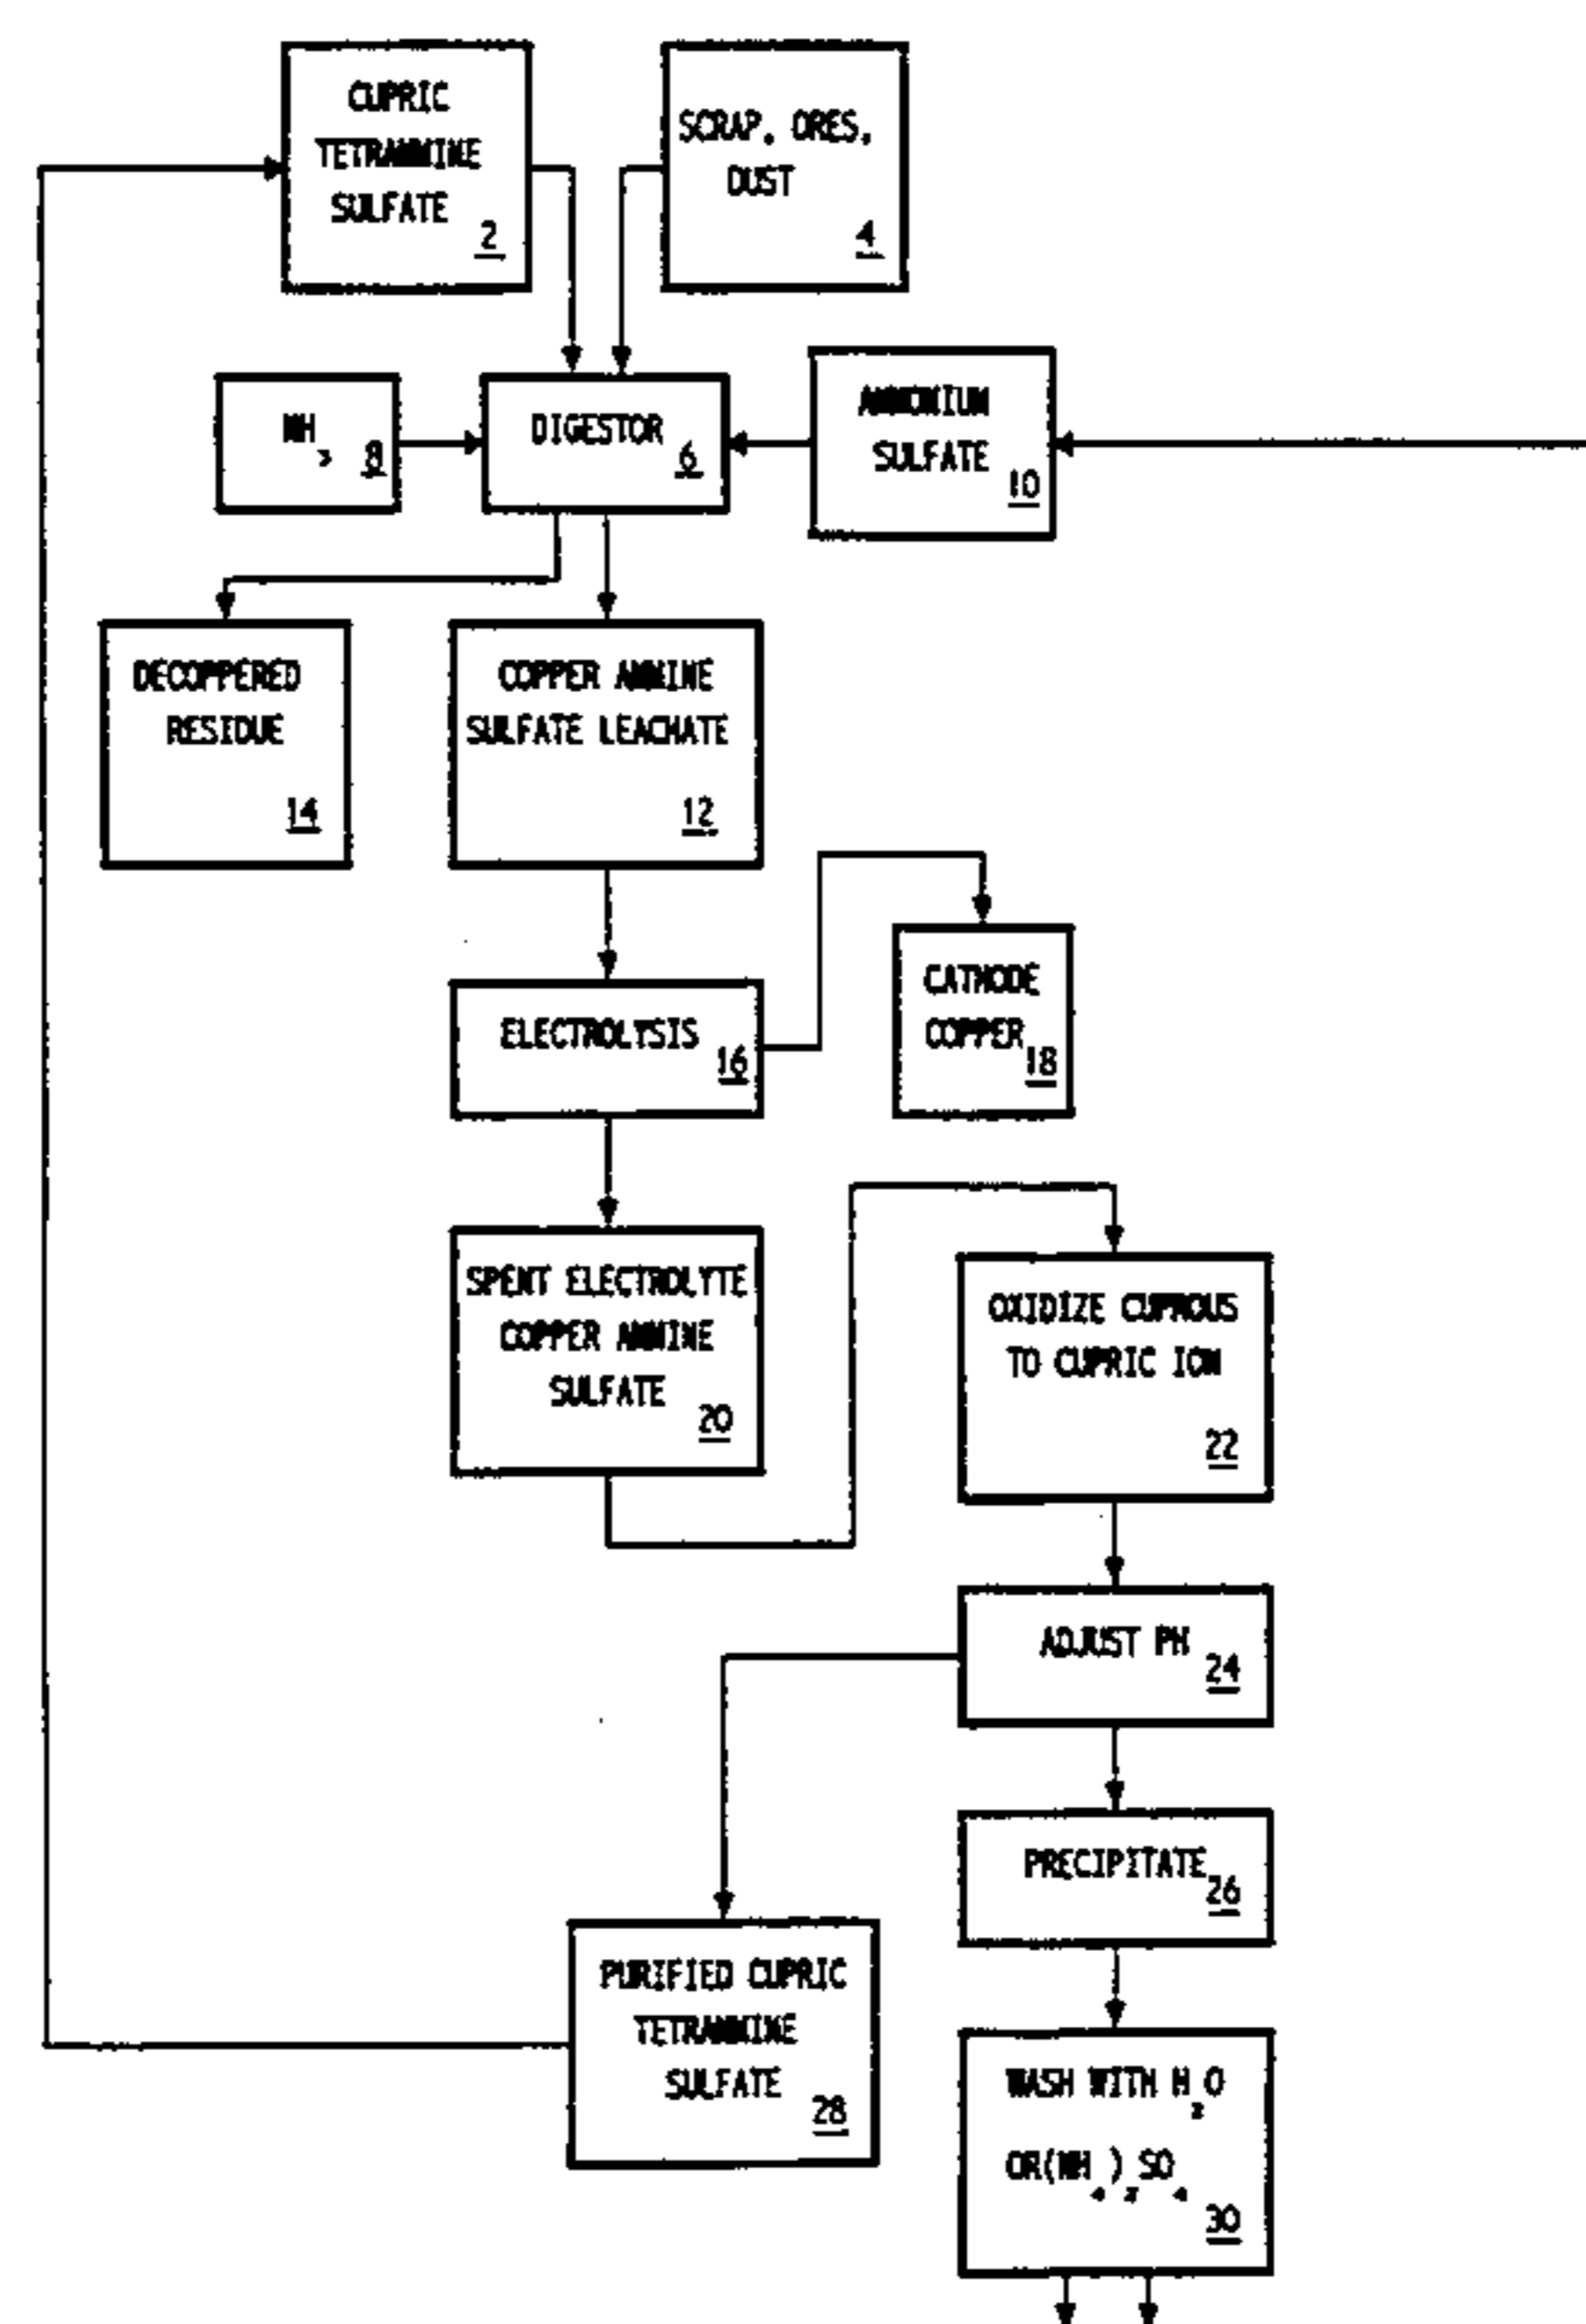 CUPRIC
TETRAMMINE
SULFATE
2
SCRAP, ORES,
DUST
4
NH3
8
DIGESTOR
6
AMMONIUM
SULFATE
10
DECOPPERED
RESIDUE
14
COPPER AMMINE
SULFATE LEACHATE
12
ELECTROLYSIS
16
CATHODE
COPPER
18
SPENT ELECTROLYTE
COPPER AMMINE
SULFATE
20
OXIDIZE CUPROUS
TO CUPRIC ION
22
ADJUST PH
24
PRECIPITATE
26
PURIFIED CUPRIC
TETRAMMINE
SULFATE
28
WASH WITH H2O
OR(NH4)2SO4
30